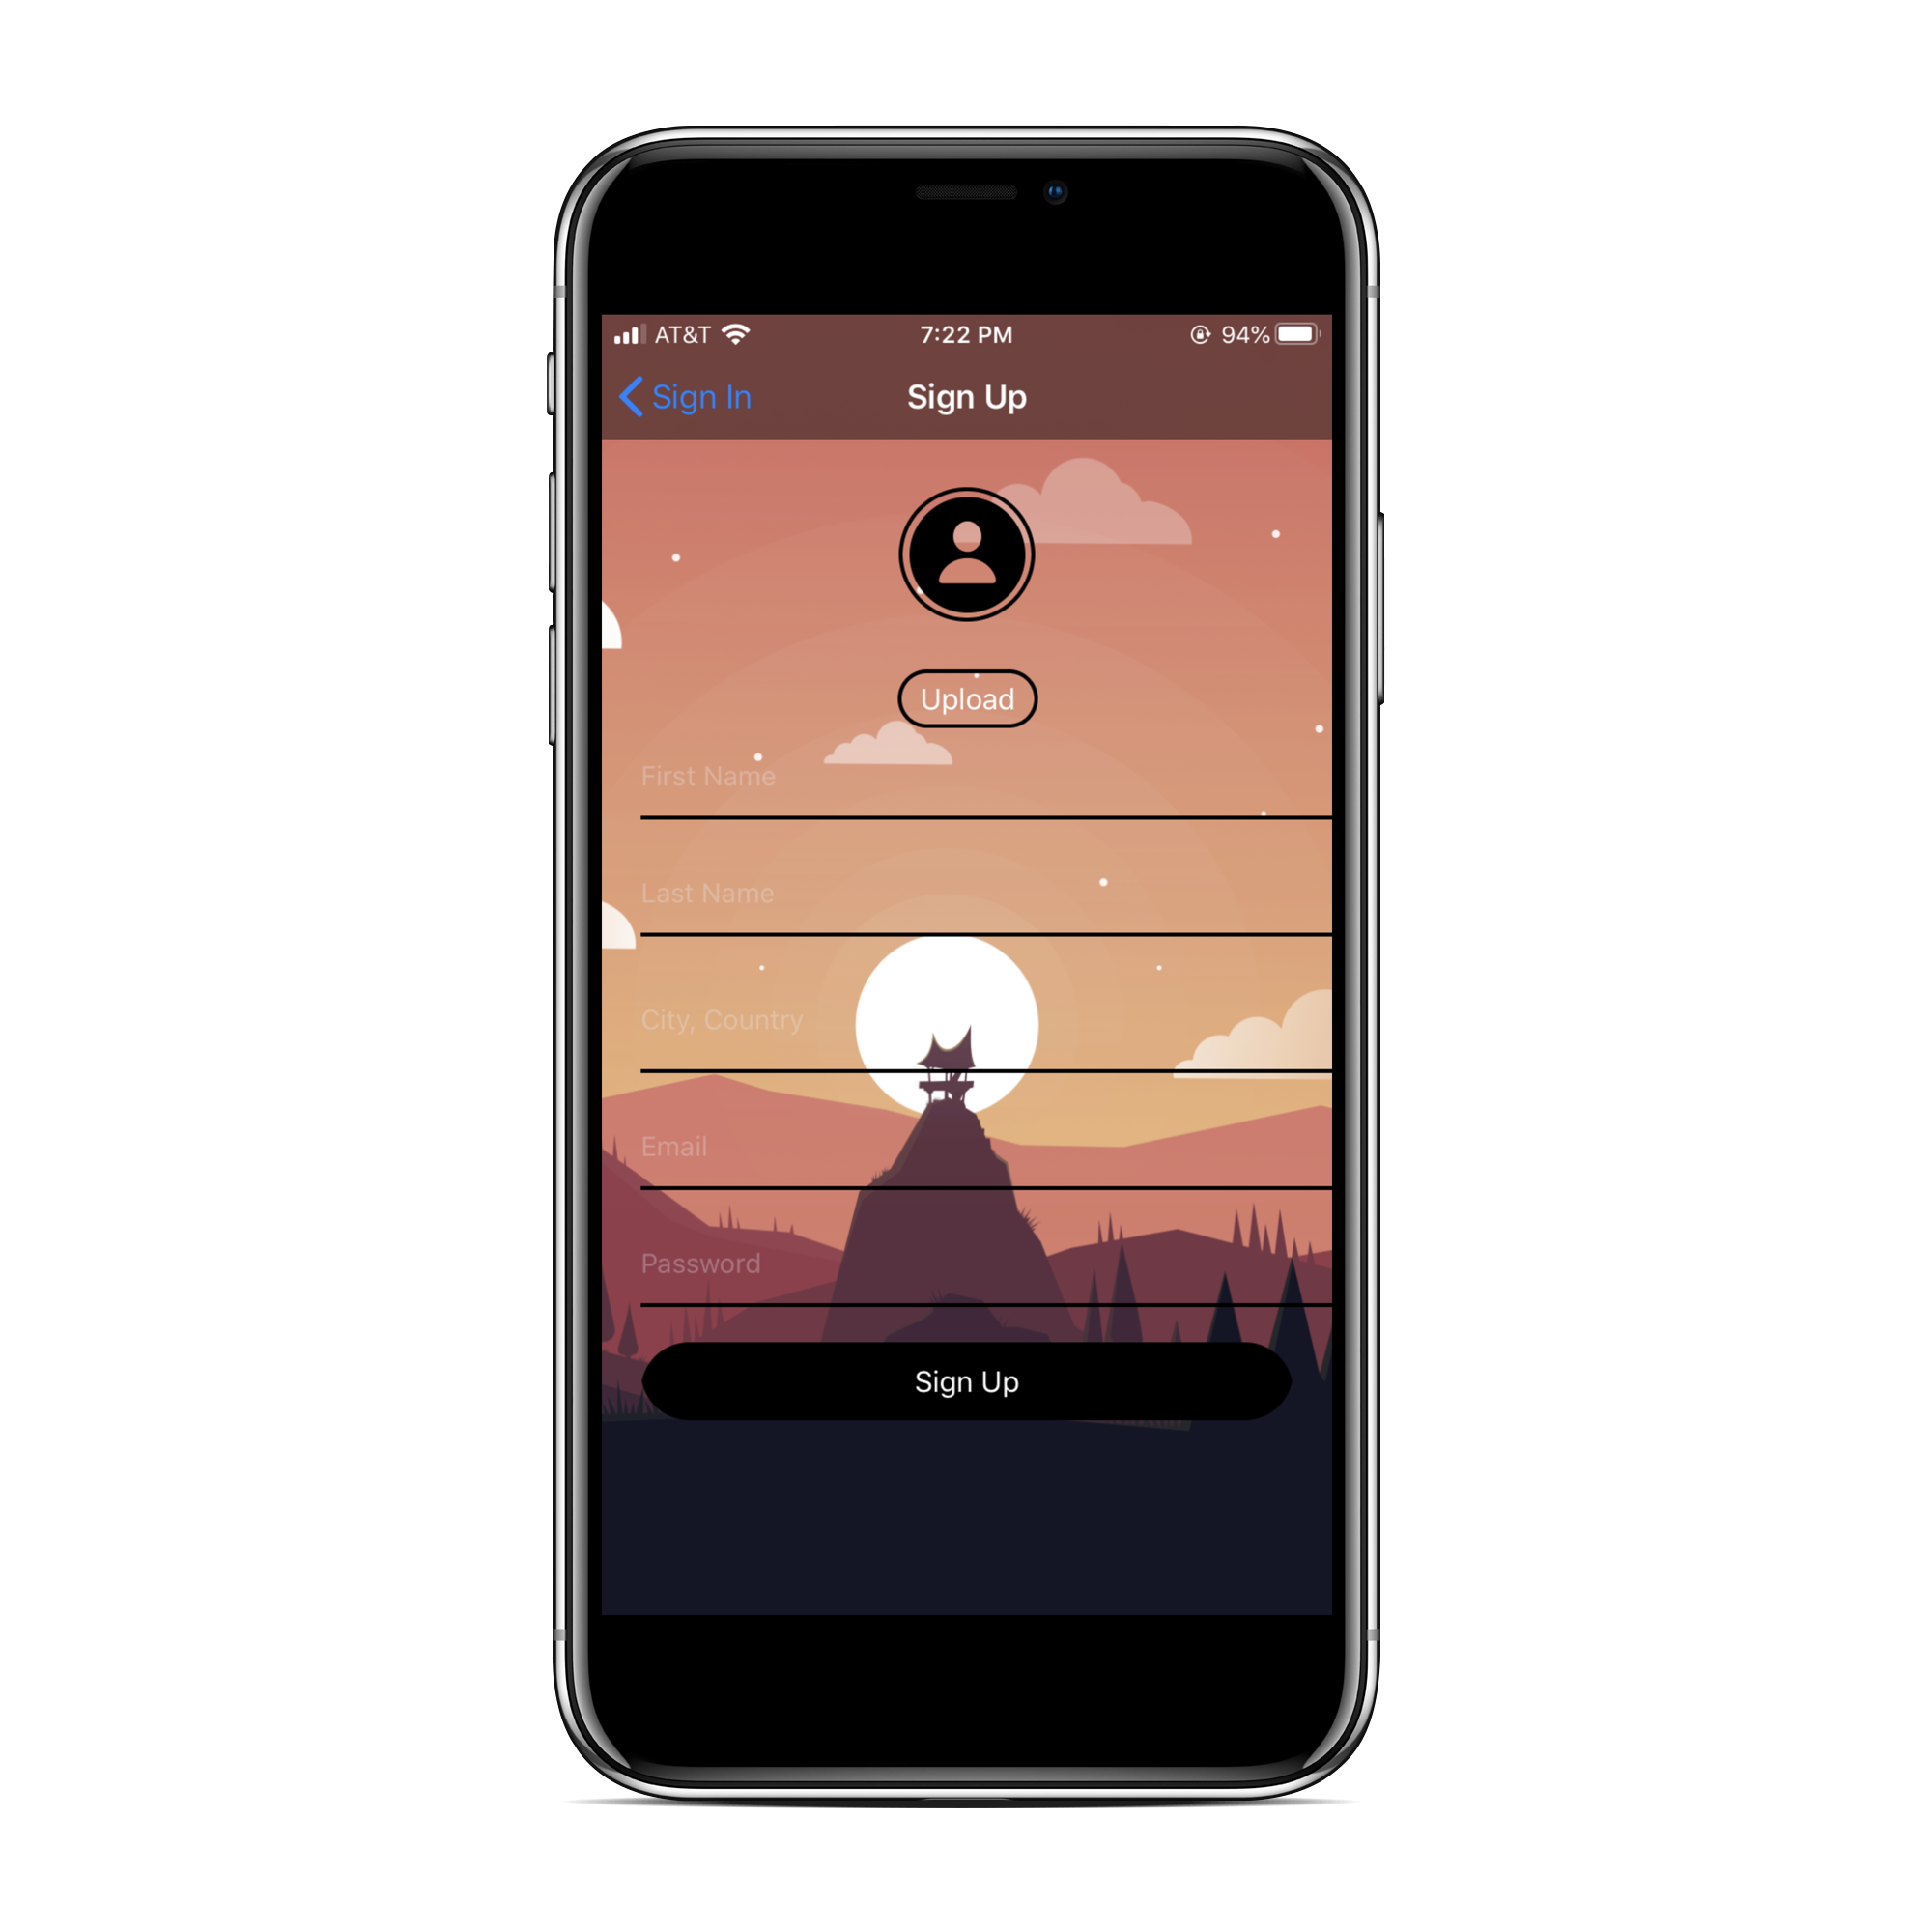 AT&T 7:22 PM 94%
Sign In Sign Up
Upload
First Name
Last Name
City, Country
Email
Password
Sign Up